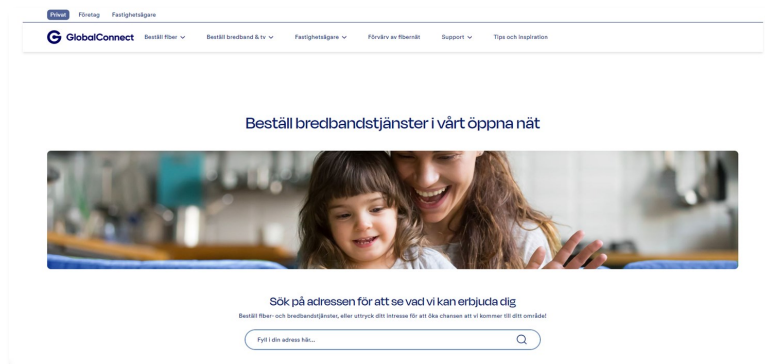 Privat Företag Fastighetsägare
GlobalConnect Beställ fiber Beställ bredband & tv Fastighetsägare Förvärv av fibernät Support Tips och inspiration
Beställ bredbandstjänster i vårt öppna nät
Sök på adressen för att se vad vi kan erbjuda dig
Beställ fiber- och bredbandstjänster, eller uttryck ditt intresse för att öka chansen att vi kommer till ditt område!
Fyll i din adress här...